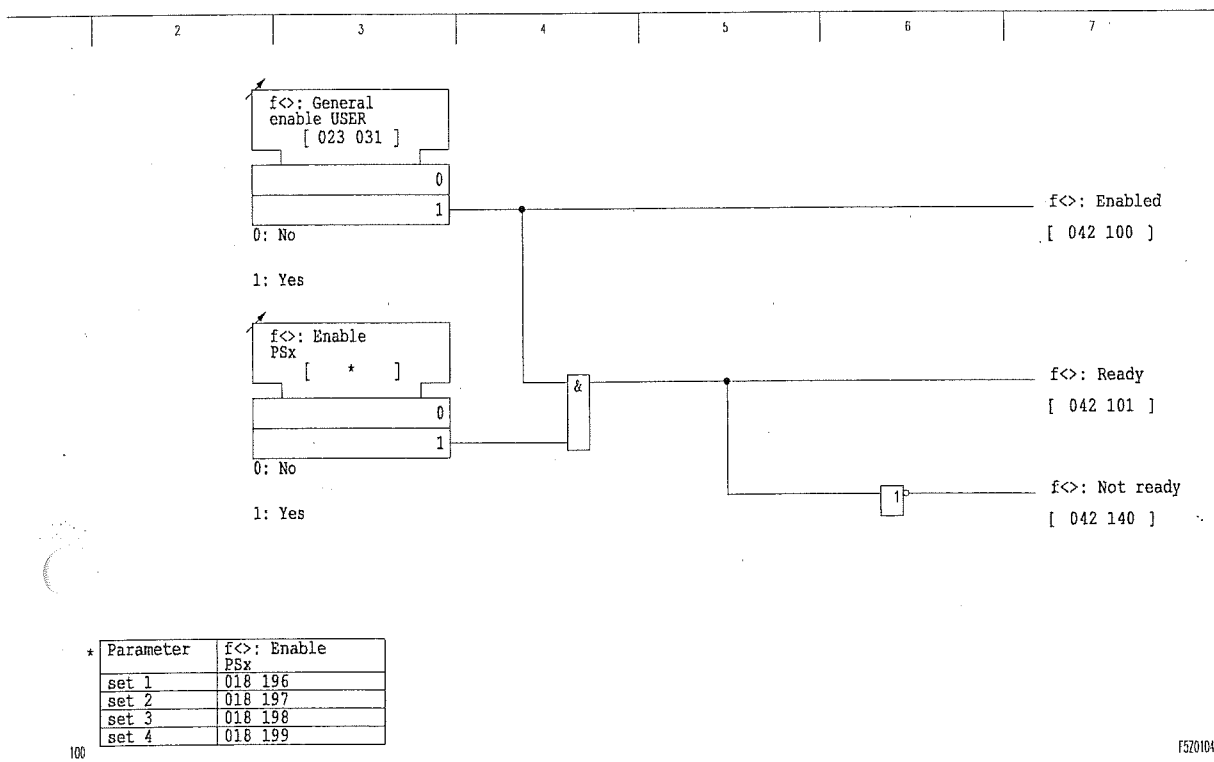 2 3 4 5 6 7
f<>: General
enable USER
[ 023 031 ]
0
1
0: No
1: Yes
f<>: Enabled
[ 042 100 ]
f<>: Enable
PSx
[ * ]
0
1
0: No
1: Yes
&
f<>: Ready
[ 042 101 ]
1
f<>: Not ready
[ 042 140 ]
* Parameter f<>: Enable
PSx
set 1 018 196
set 2 018 197
set 3 018 198
set 4 018 199
100
F5Z0104